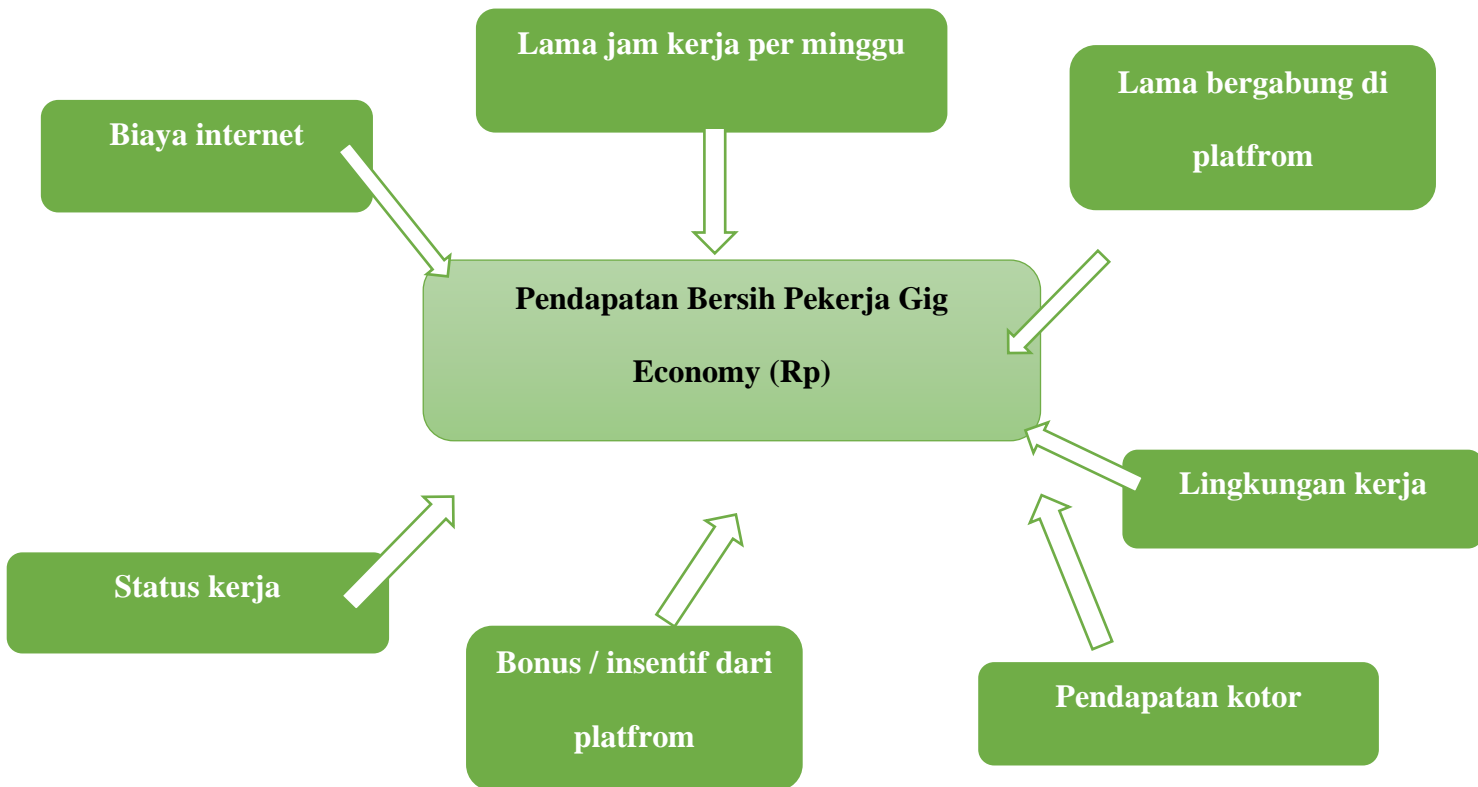 Lama jam kerja per minggu
Lama bergabung di
platfrom
Biaya internet
Pendapatan Bersih Pekerja Gig
Economy (Rp)
Lingkungan kerja
Status kerja
Bonus / insentif dari
platfrom
Pendapatan kotor